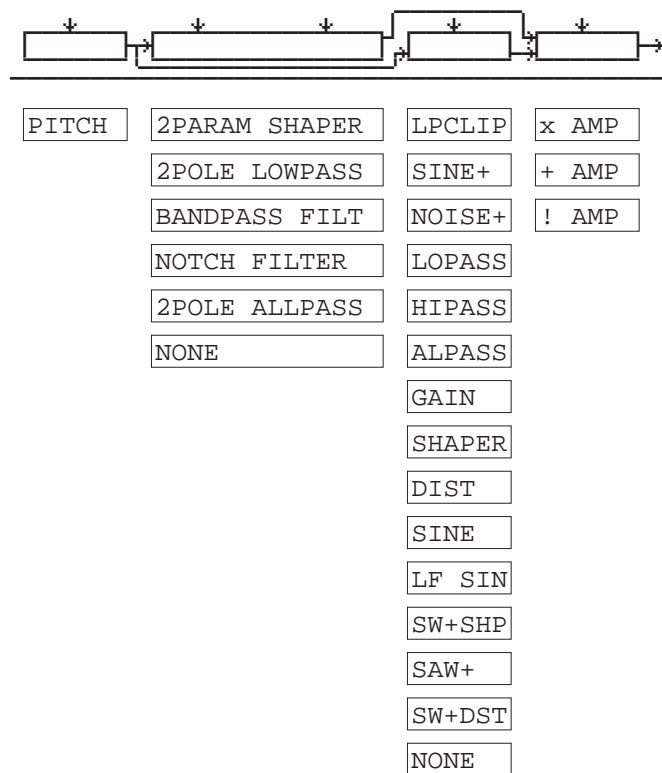 PITCH 2PARAM SHAPER LPCLIP x AMP
2POLE LOWPASS SINE+ + AMP
BANDPASS FILT NOISE+ ! AMP
NOTCH FILTER LOPASS
2POLE ALLPASS HIPASS
NONE ALPASS
GAIN
SHAPER
DIST
SINE
LF SIN
SW+SHP
SAW+
SW+DST
NONE